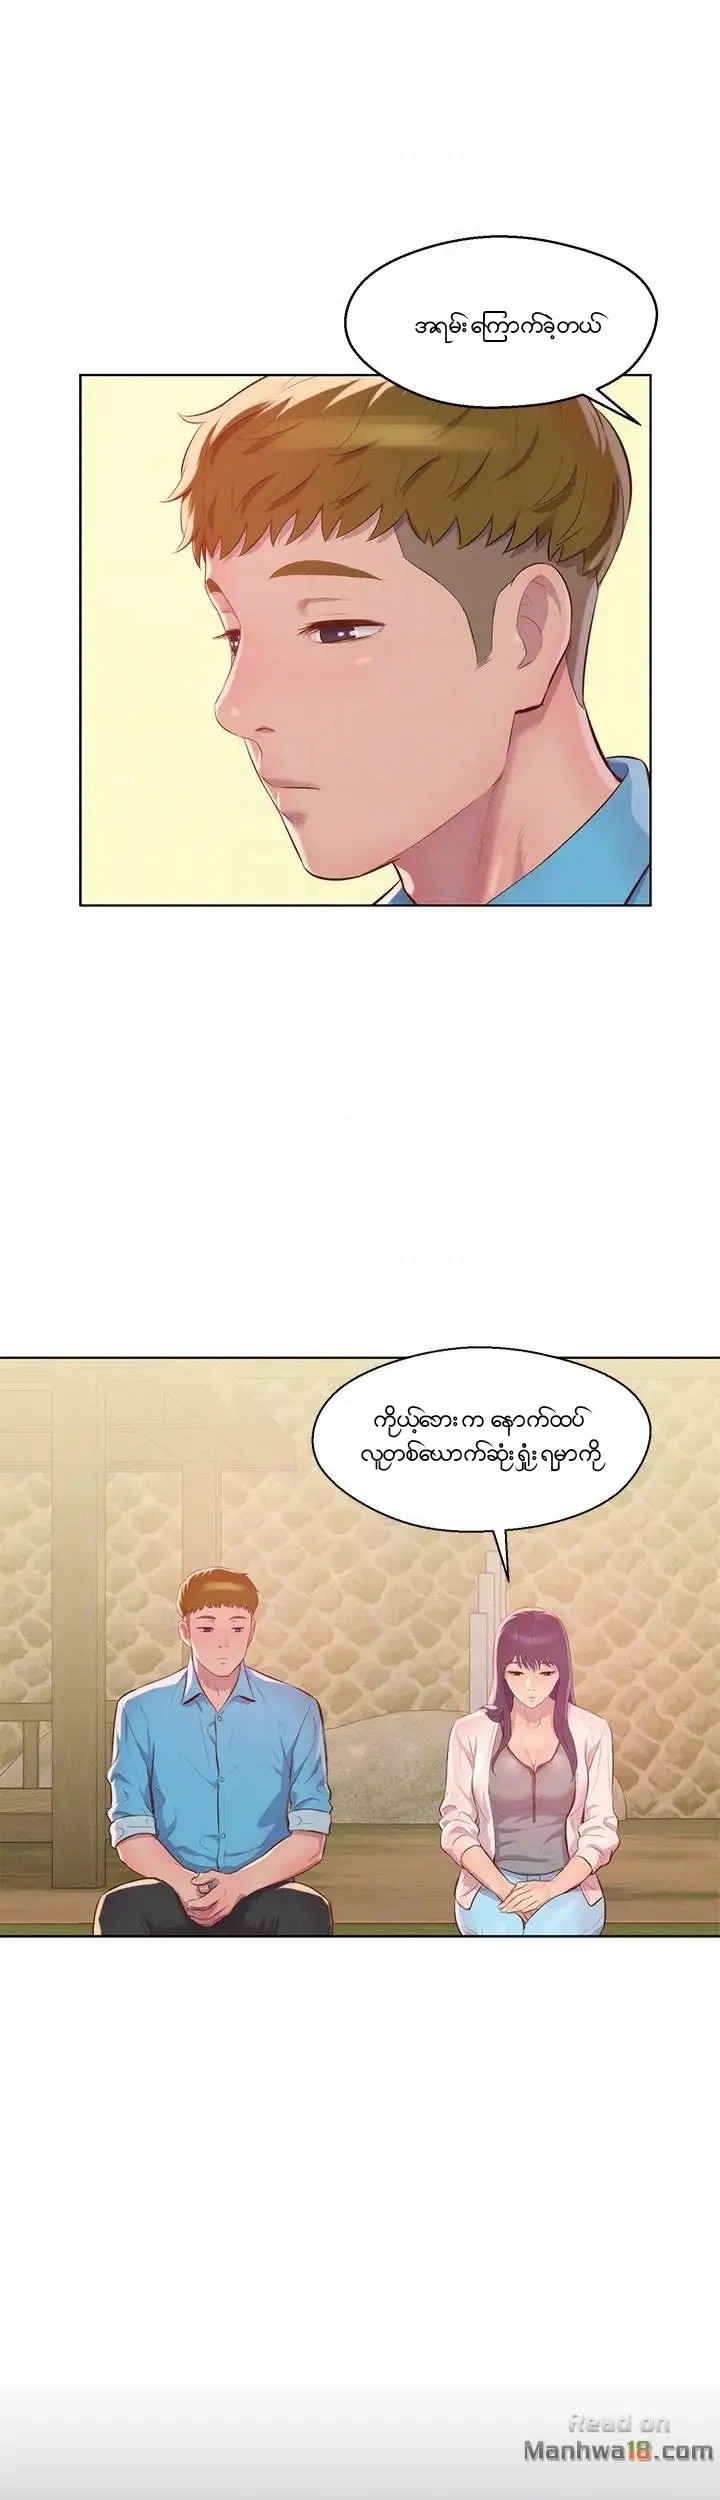 အရမ်းကြောက်ခဲ့တယ်
ကိုယ့်ဘေးက နောက်ထပ်
လူတစ်ယောက်ဆုံးရှုံးရမှာကို
Read on
Manhwa18.com